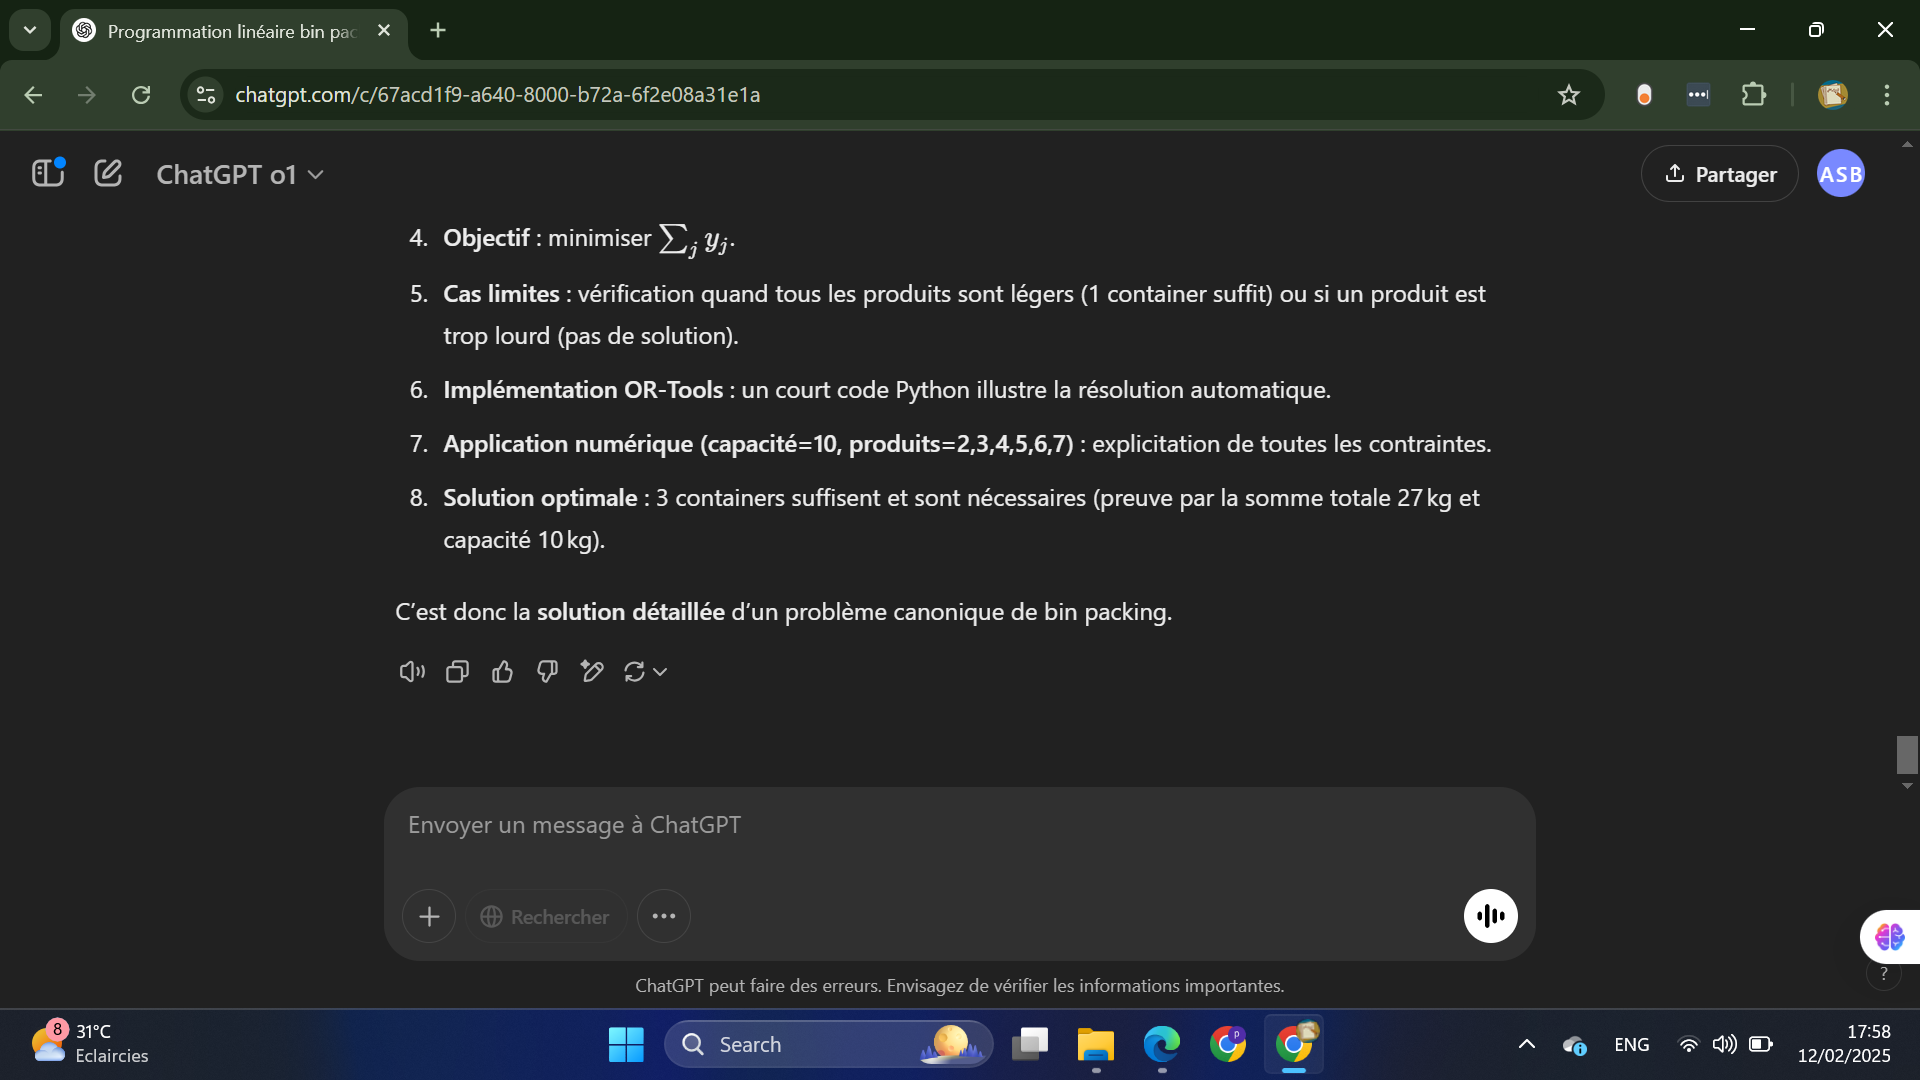 Programmation linéaire bin pac
chatgpt.com/c/67acd1f9-a640-8000-b72a-6f2e08a31e1a
ChatGPT o1
Partager
ASB
4. Objectif : minimiser ∑j yj.
5. Cas limites : vérification quand tous les produits sont légers (1 container suffit) ou si un produit est
trop lourd (pas de solution).
6. Implémentation OR-Tools : un court code Python illustre la résolution automatique.
7. Application numérique (capacité=10, produits=2,3,4,5,6,7) : explicitation de toutes les contraintes.
8. Solution optimale : 3 containers suffisent et sont nécessaires (preuve par la somme totale 27 kg et
capacité 10 kg).
C’est donc la solution détaillée d’un problème canonique de bin packing.
Envoyer un message à ChatGPT
Rechercher
ChatGPT peut faire des erreurs. Envisagez de vérifier les informations importantes.
?
8
31°C
Eclaircies
Search
p
ENG
17:58
12/02/2025